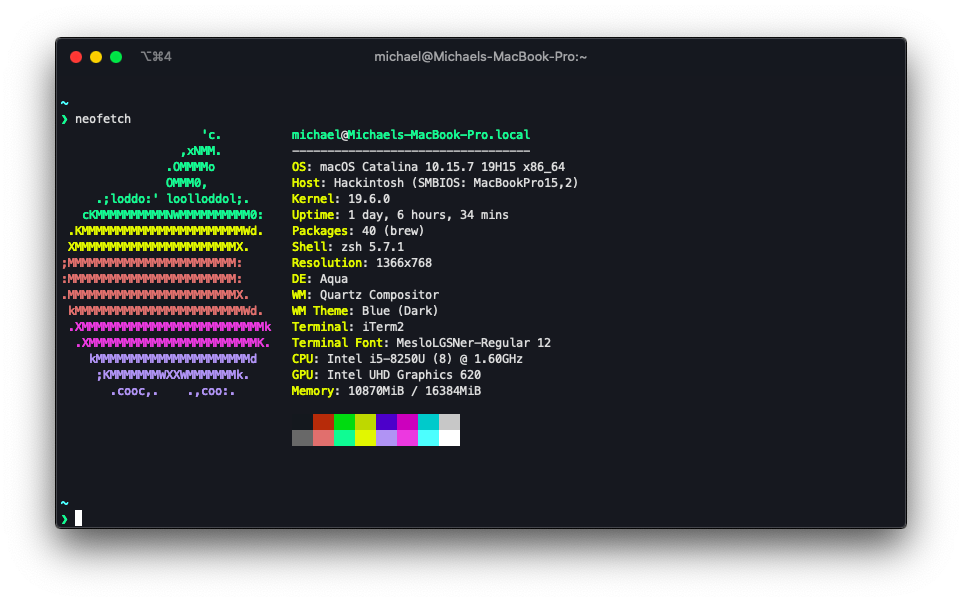 ⌥⌘4 michael@Michaels-MacBook-Pro:~
~
❯ neofetch
'c. michael@Michaels-MacBook-Pro.local
,xNMM. ----------------------------------
.OMMMMo OS: macOS Catalina 10.15.7 19H15 x86_64
OMMM0, Host: Hackintosh (SMBIOS: MacBookPro15,2)
.;loddo:' loolloddol;. Kernel: 19.6.0
cKMMMMMMMMMMNWMMMMMMMMMM0: Uptime: 1 day, 6 hours, 34 mins
.KMMMMMMMMMMMMMMMMMMMMMMMWd. Packages: 40 (brew)
XMMMMMMMMMMMMMMMMMMMMMMMX. Shell: zsh 5.7.1
;MMMMMMMMMMMMMMMMMMMMMMMM: Resolution: 1366x768
:MMMMMMMMMMMMMMMMMMMMMMMM: DE: Aqua
.MMMMMMMMMMMMMMMMMMMMMMMMX. WM: Quartz Compositor
kMMMMMMMMMMMMMMMMMMMMMMMMWd. WM Theme: Blue (Dark)
.XMMMMMMMMMMMMMMMMMMMMMMMMMMk Terminal: iTerm2
.XMMMMMMMMMMMMMMMMMMMMMMMMK. Terminal Font: MesloLGSNer-Regular 12
kMMMMMMMMMMMMMMMMMMMMMMd CPU: Intel i5-8250U (8) @ 1.60GHz
;KMMMMMMMWXXWMMMMMMMk. GPU: Intel UHD Graphics 620
.cooc,. .,coo:. Memory: 10870MiB / 16384MiB
~
❯